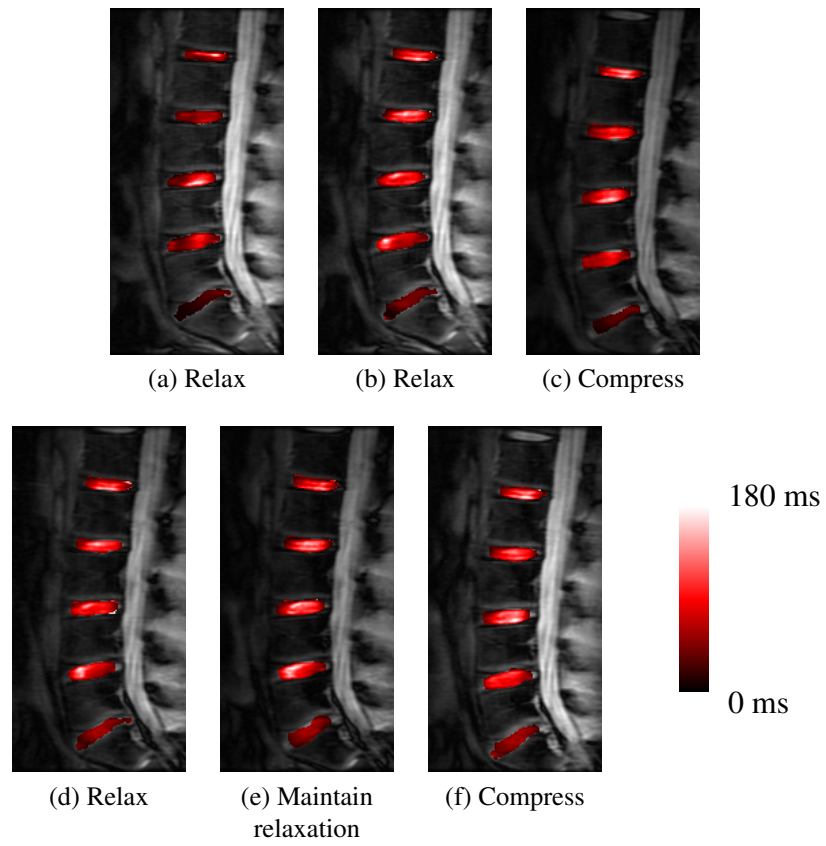 (a) Relax
(b) Relax
(c) Compress
180 ms
0 ms
(d) Relax
(e) Maintain
relaxation
(f) Compress